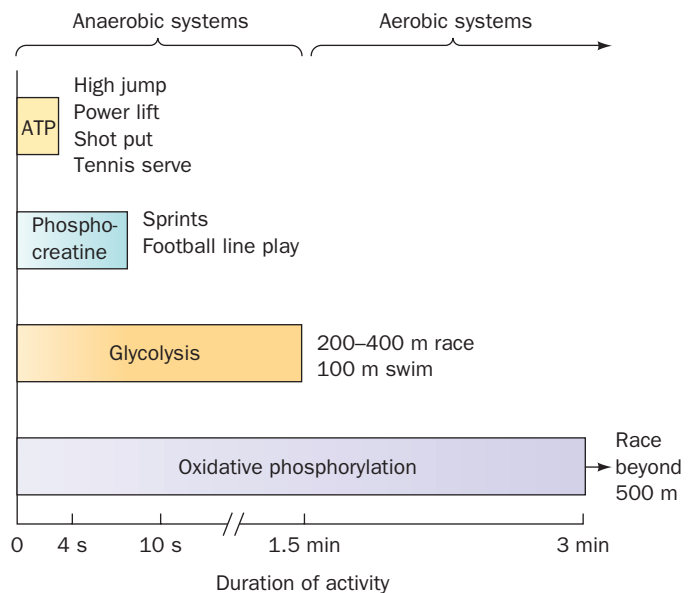 Anaerobic systems
Aerobic systems
ATP
High jump
Power lift
Shot put
Tennis serve
Phospho-
creatine
Sprints
Football line play
Glycolysis
200–400 m race
100 m swim
Oxidative phosphorylation
Race
beyond
500 m
0 4 s 10 s 1.5 min 3 min
Duration of activity